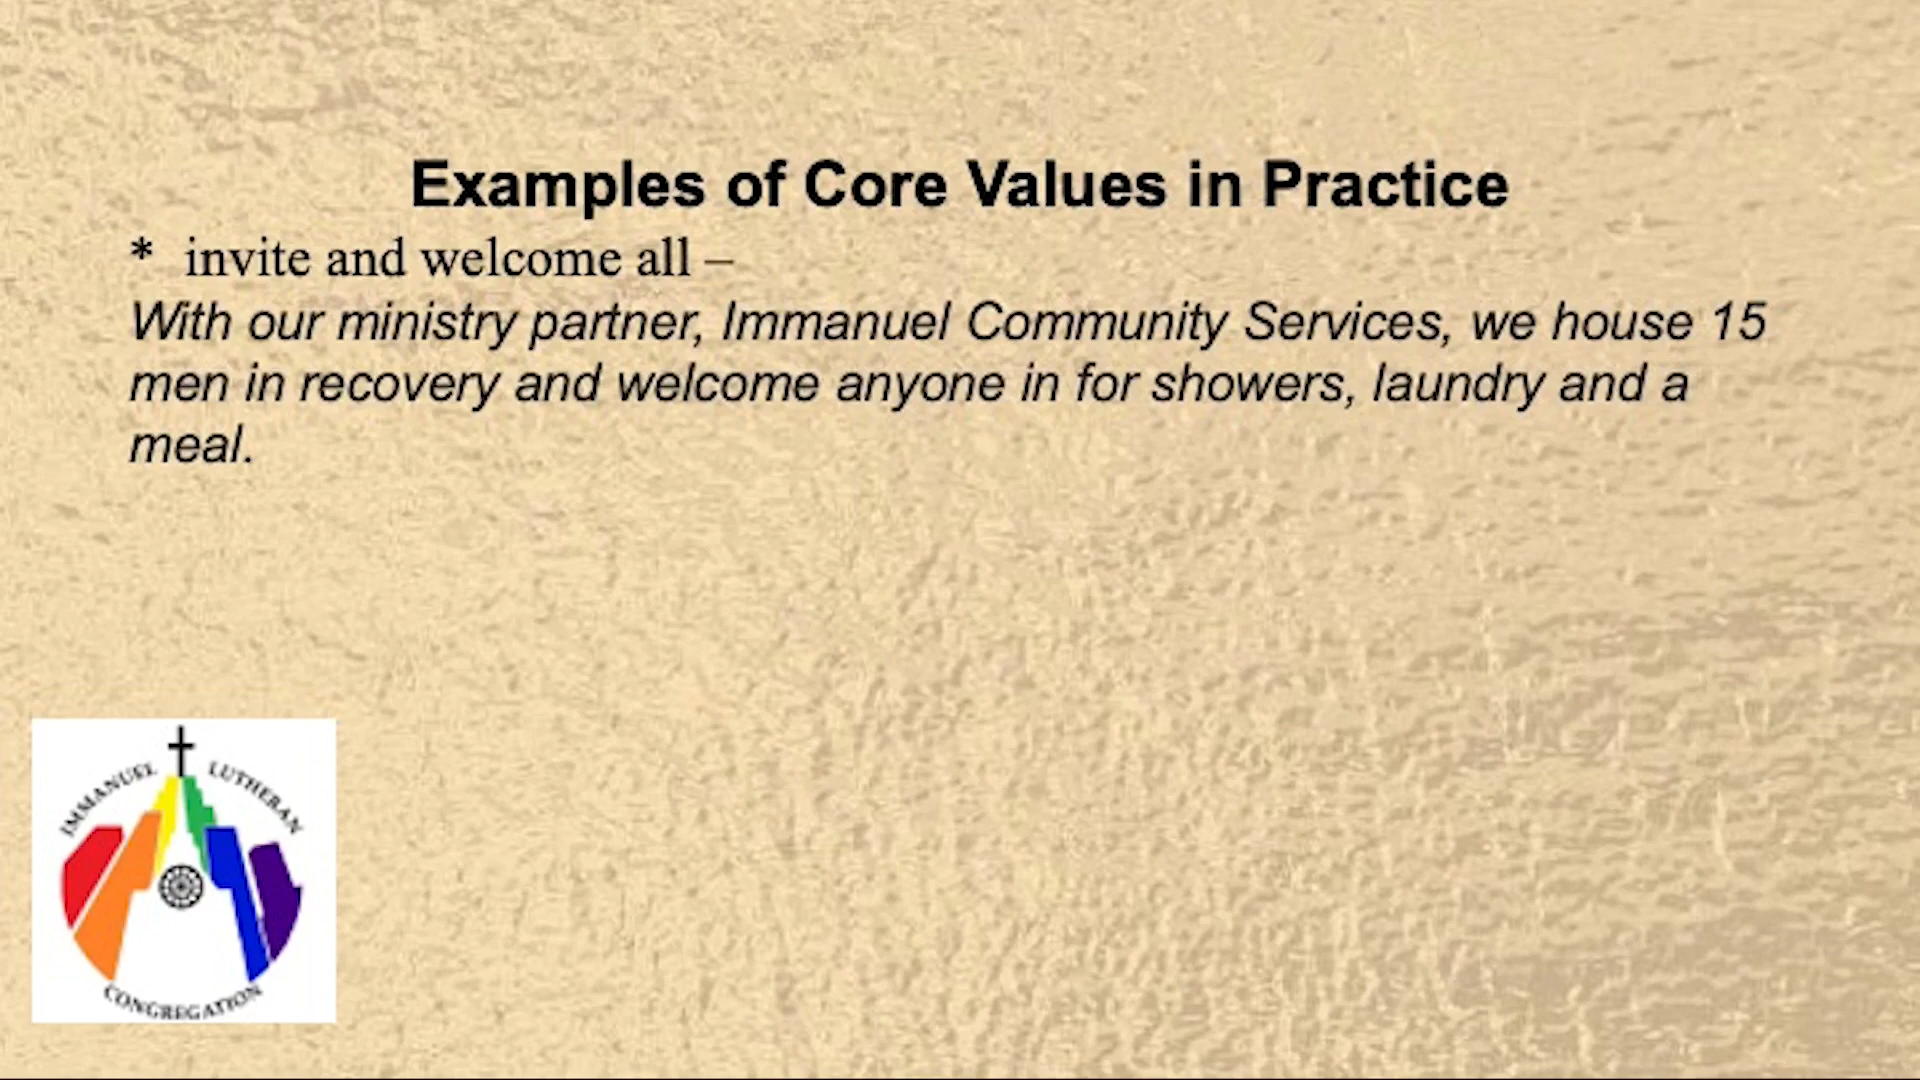 Examples of Core Values in Practice
* invite and welcome all –
With our ministry partner, Immanuel Community Services, we house 15
men in recovery and welcome anyone in for showers, laundry and a
meal.
IMMANUEL LUTHERAN
CONGREGATION